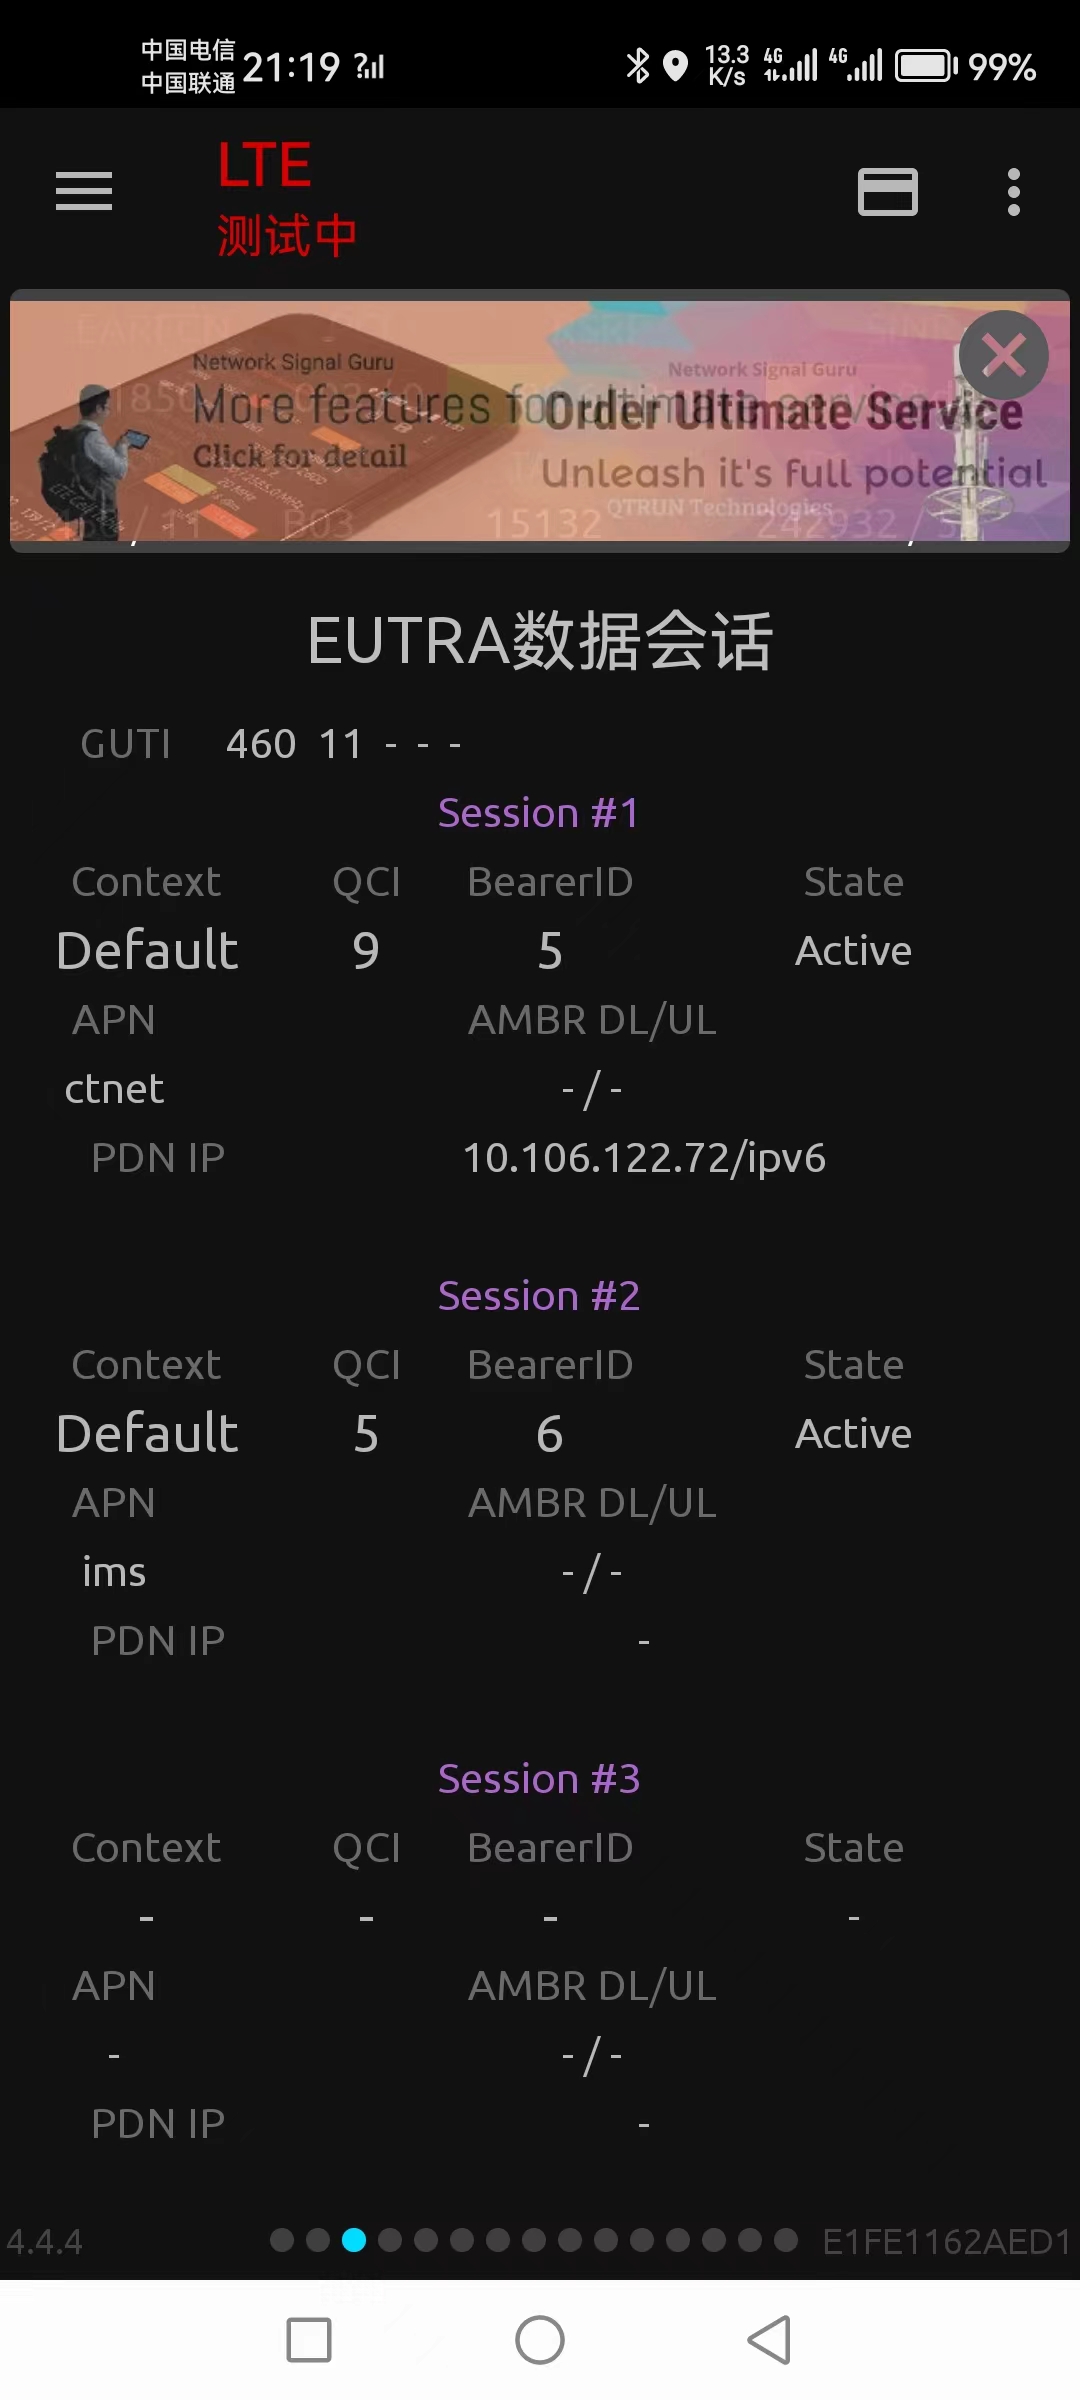 中国电信
中国联通
21:19
13.3
K/s
4G
4G
99%
LTE
测试中
Network Signal Guru
More features for ultimate service
Click for detail
Network Signal Guru
Order Ultimate Service
Unleash it's full potential
QTRUN Technologies
B03
15132
242932 /
EUTRA数据会话
GUTI 460 11 - - -
Session #1
Context QCI BearerID State
Default 9 5 Active
APN AMBR DL/UL
ctnet - / -
PDN IP 10.106.122.72/ipv6
Session #2
Context QCI BearerID State
Default 5 6 Active
APN AMBR DL/UL
ims - / -
PDN IP -
Session #3
Context QCI BearerID State
- - - -
APN AMBR DL/UL
- - / -
PDN IP -
4.4.4 E1FE1162AED1